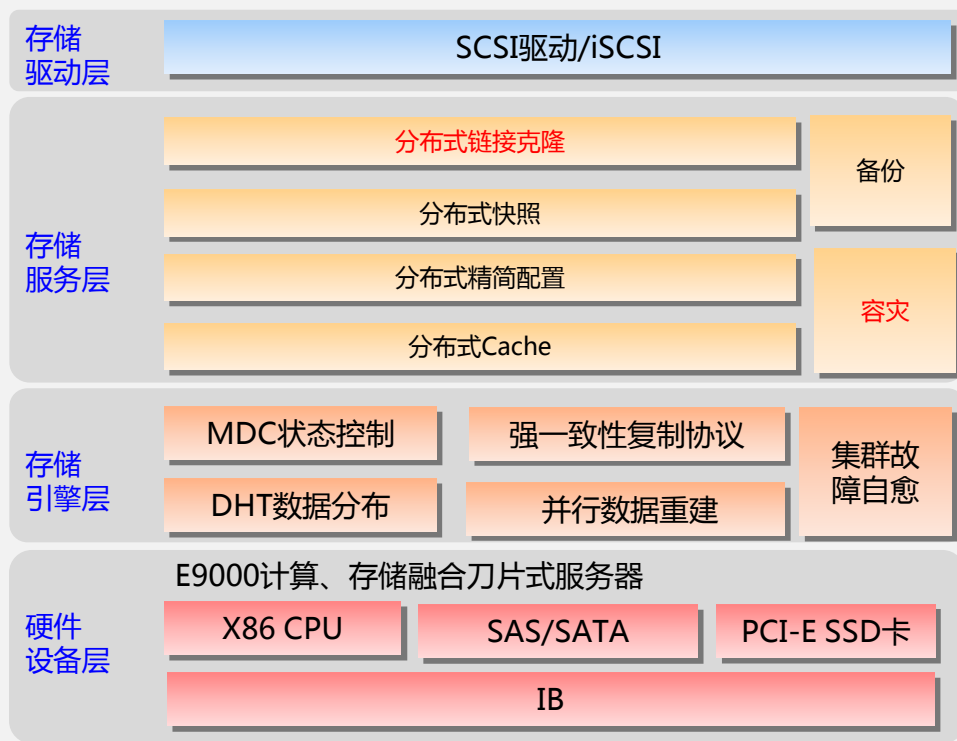 存储
驱动层
SCSI驱动/iSCSI
存储
服务层
分布式链接克隆
分布式快照
分布式精简配置
分布式Cache
备份
容灾
存储
引擎层
MDC状态控制
强一致性复制协议
DHT数据分布
并行数据重建
集群故
障自愈
硬件
设备层
E9000计算、存储融合刀片式服务器
X86 CPU
SAS/SATA
PCI-E SSD卡
IB